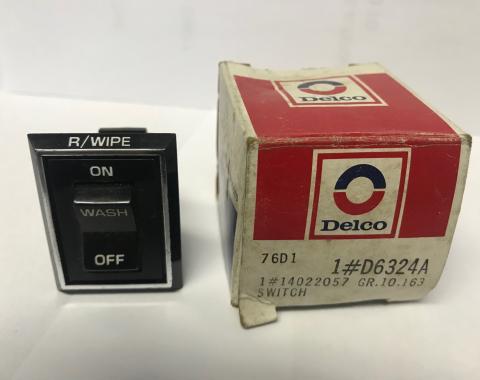 R/WIPE
ON
WASH
OFF
Delco
Delco
76D1
1#D6324A
1#14022057 GR.10.163
SWITCH